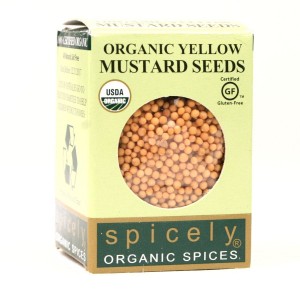 ORGANIC YELLOW
MUSTARD SEEDS
USDA
ORGANIC
Certified
GF
Gluten-Free
spicely®
ORGANIC SPICES.